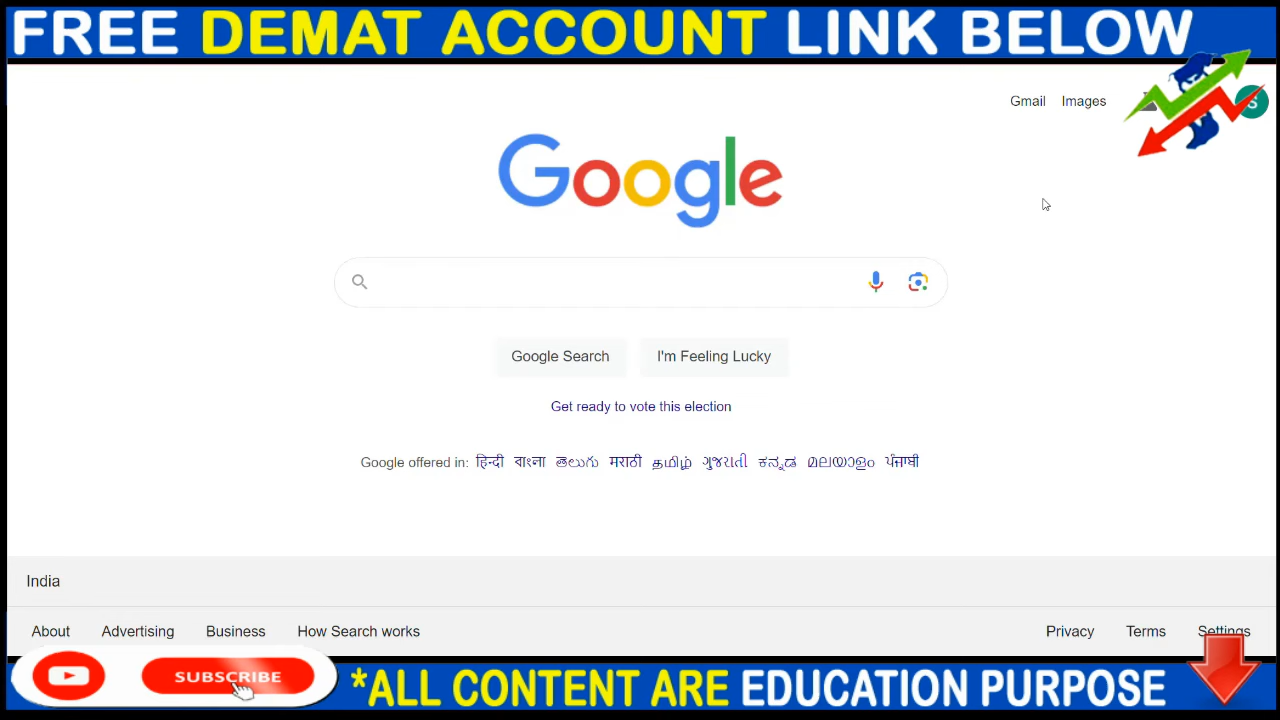 FREE DEMAT ACCOUNT LINK BELOW
Gmail Images
S
Google
Google Search I'm Feeling Lucky
Get ready to vote this election
Google offered in: हिन्दी বাংলা తెలుగు मराठी தமிழ் ગુજરાતી ಕನ್ನಡ മലയാളം ਪੰਜਾਬੀ
India
About Advertising Business How Search works Privacy Terms Settings
SUBSCRIBE
*ALL CONTENT ARE EDUCATION PURPOSE